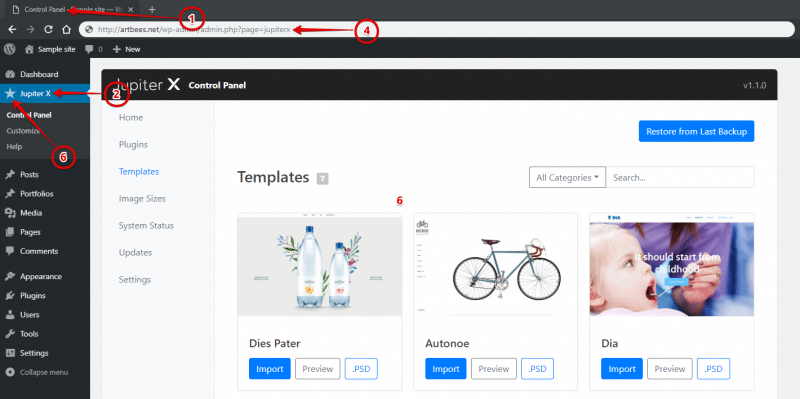 Control Panel - Sample site — W
1
http://artbees.net/wp-admin/admin.php?page=jupiterx
4
Sample site 0 + New
Dashboard
Jupiter X
2
Control Panel
Customize
Help
6
Posts
Portfolios
Media
Pages
Comments
Appearance
Plugins
Users
Tools
Settings
Collapse menu
Jupiter X Control Panel v1.1.0
Home
Plugins
Templates
Image Sizes
System Status
Updates
Settings
Restore from Last Backup
Templates ?
All Categories Search...
6
DIA
It should start from
childhood
Dies Pater
Import Preview .PSD
Autonoe
Import Preview .PSD
Dia
Import Preview .PSD